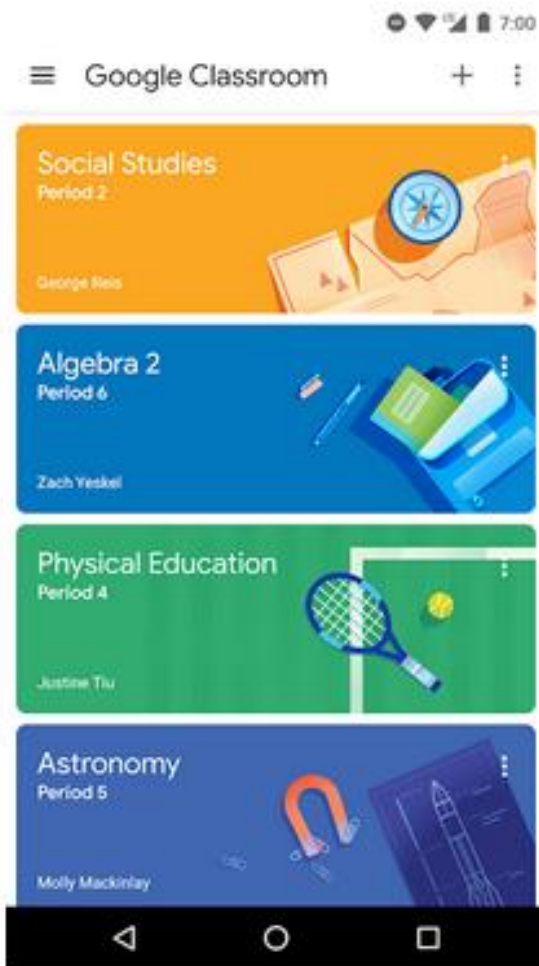 7:00
Google Classroom
Social Studies
Period 2
George Reis
Algebra 2
Period 6
Zach Yeskel
Physical Education
Period 4
Justine Tiu
Astronomy
Period 5
Molly Mackinlay